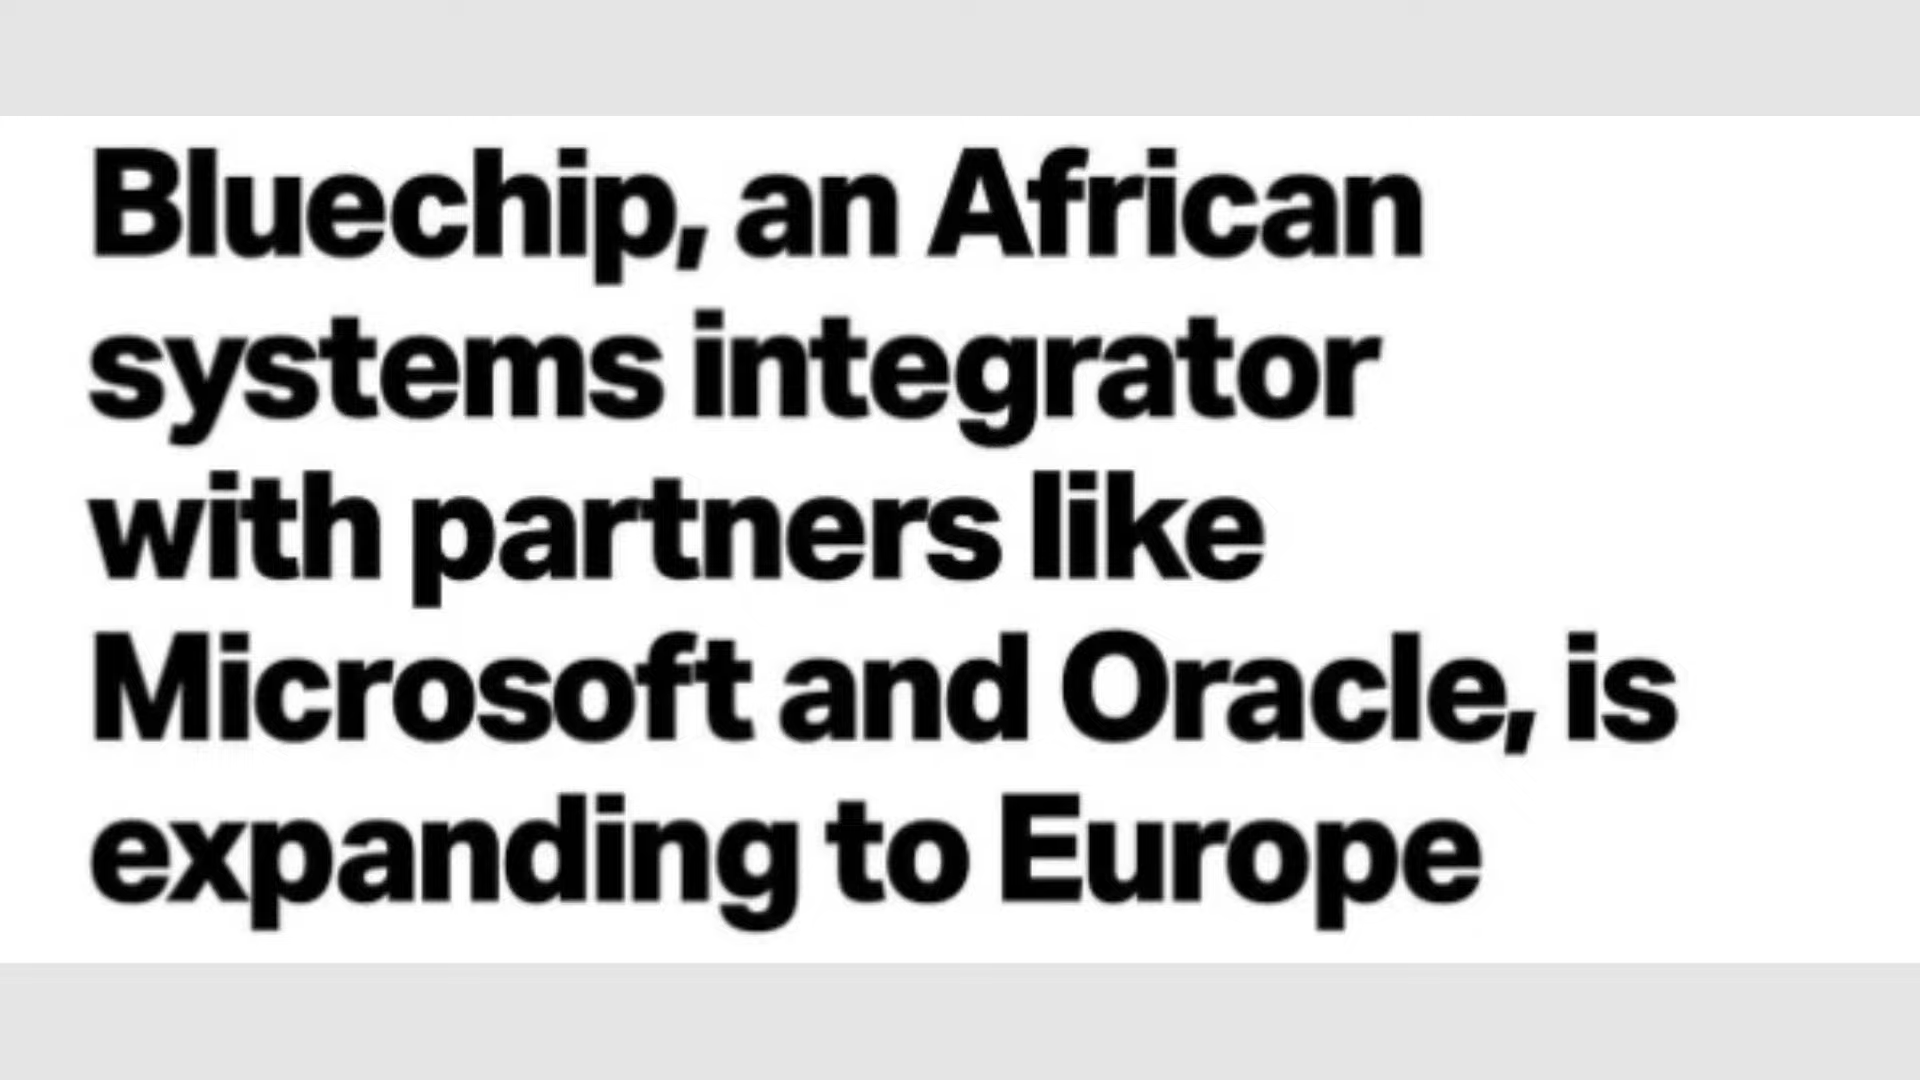 Bluechip, an African
systems integrator
with partners like
Microsoft and Oracle, is
expanding to Europe